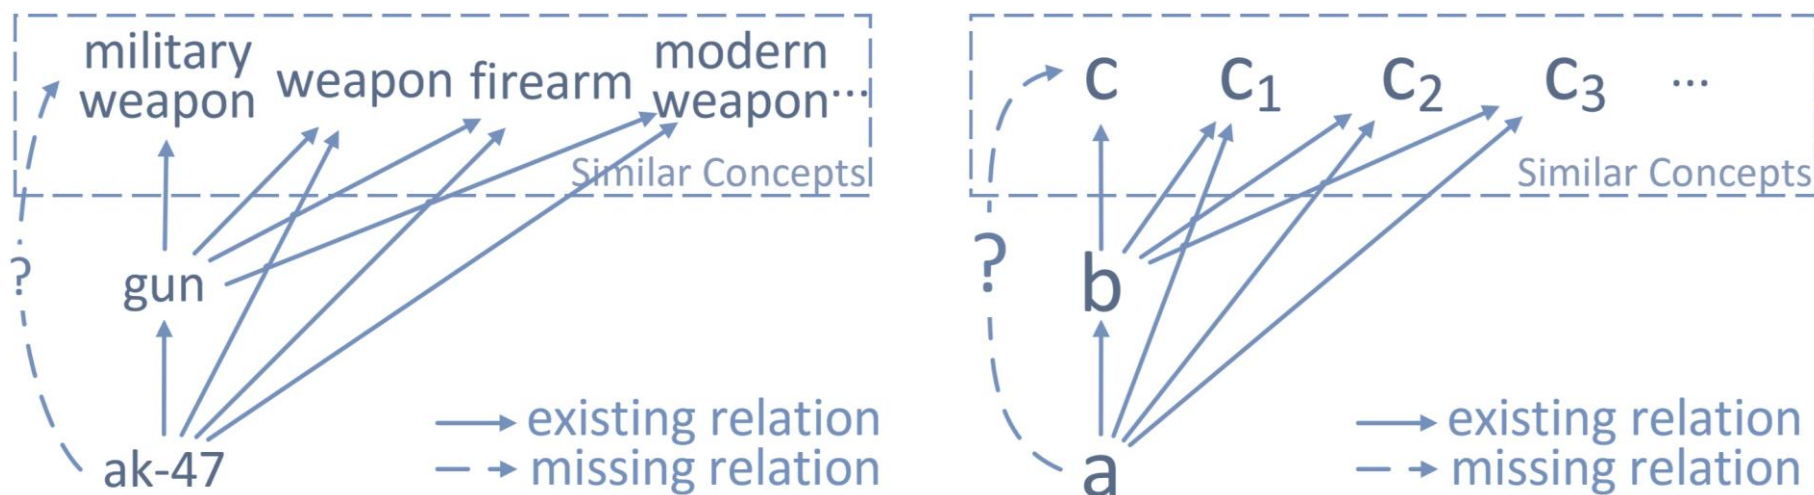 military
weapon
weapon
firearm
modern
weapon...
Similar Concepts
?
gun
ak-47
existing relation
missing relation
c
c1
c2
c3
...
Similar Concepts
?
b
a
existing relation
missing relation